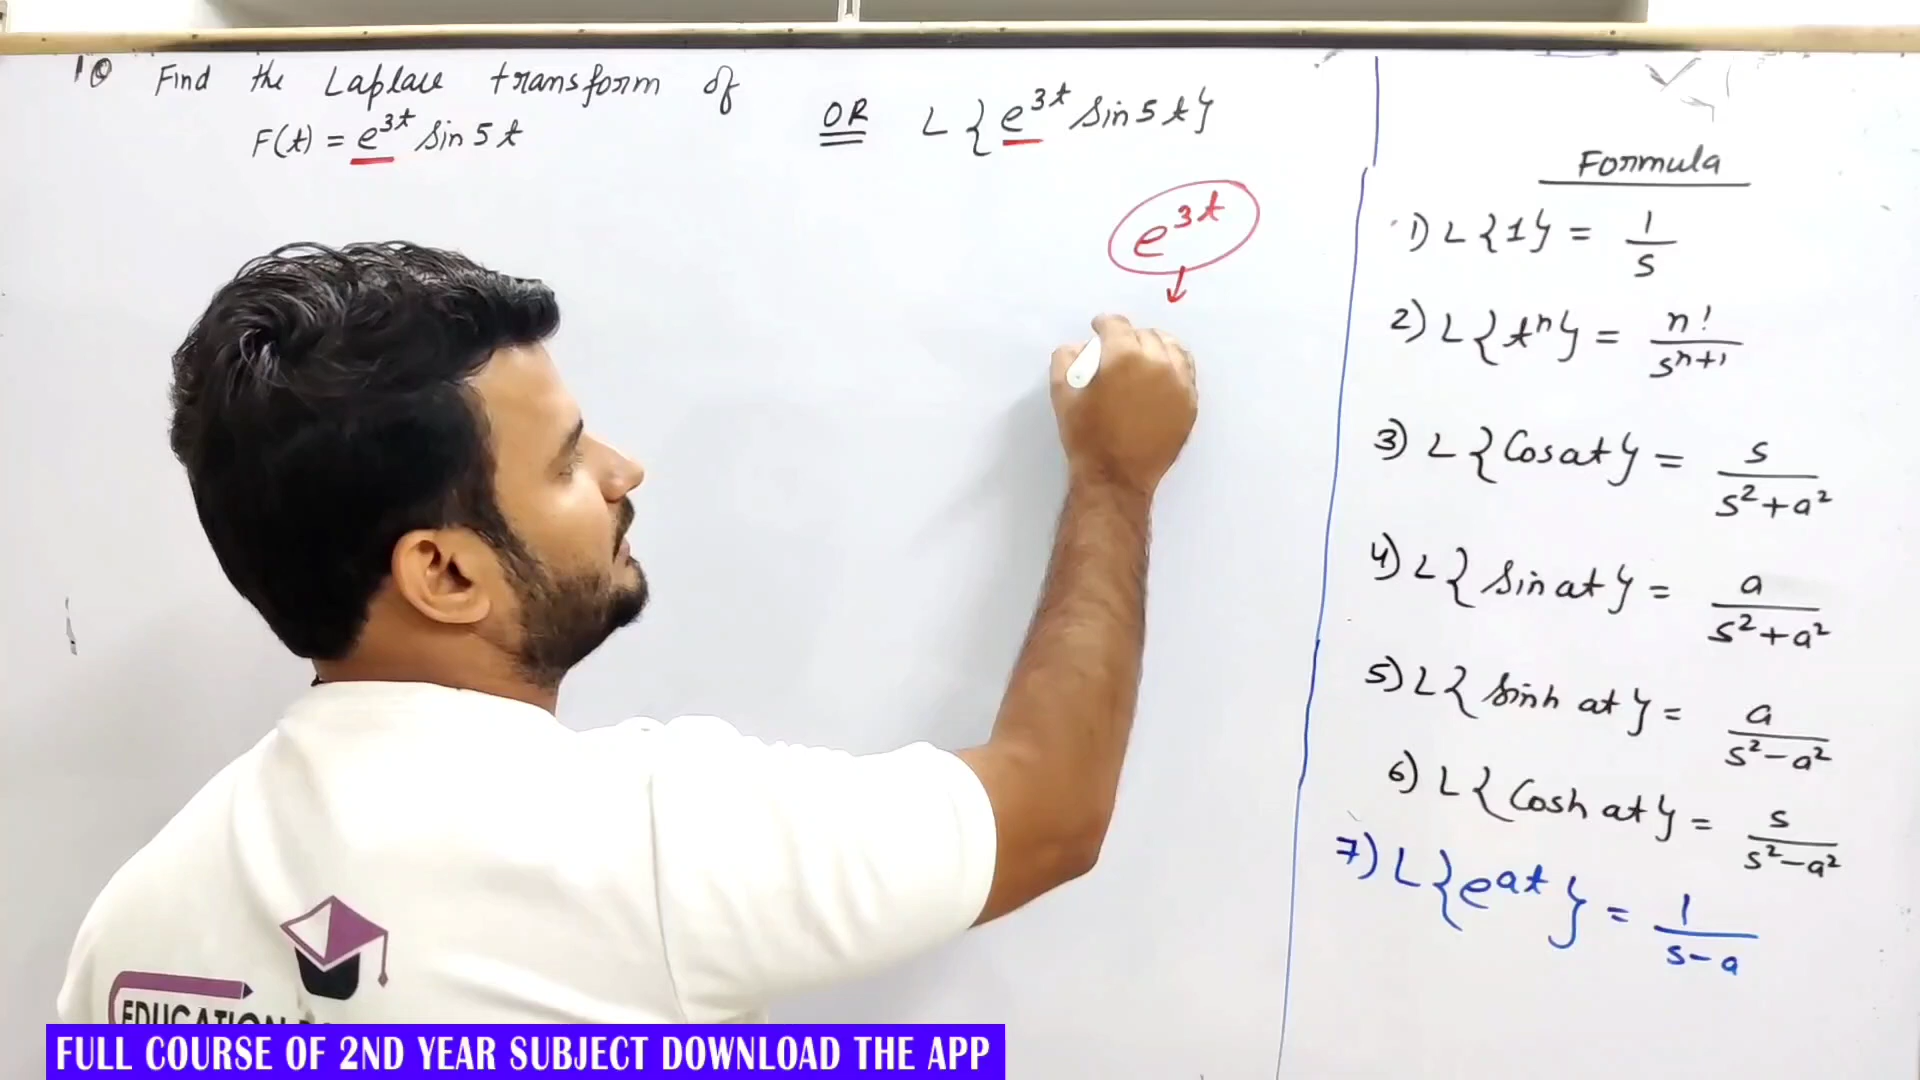 1Q Find the Laplace transform of
F(t) = e^{3t} sin 5t
OR L{e^{3t} sin 5t}
e^{3t}
Formula
1) L{1} = 1/s
2) L{t^n} = n!/s^{n+1}
3) L{Cos at} = s/(s²+a²)
4) L{sin at} = a/(s²+a²)
5) L{sinh at} = a/(s²-a²)
6) L{Cosh at} = s/(s²-a²)
7) L{e^{at}} = 1/(s-a)
EDUCATION
FULL COURSE OF 2ND YEAR SUBJECT DOWNLOAD THE APP